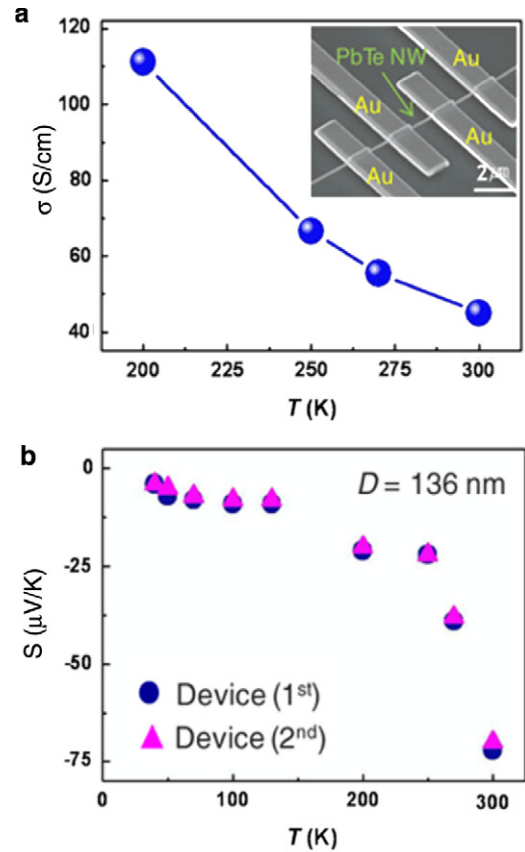 a
120
100
80
60
40
σ (S/cm)
200 225 250 275 300
T (K)
PbTe NW
Au
Au
Au
Au
b
0
-25
-50
-75
S (μV/K)
D = 136 nm
Device (1st)
Device (2nd)
0 100 200 300
T (K)